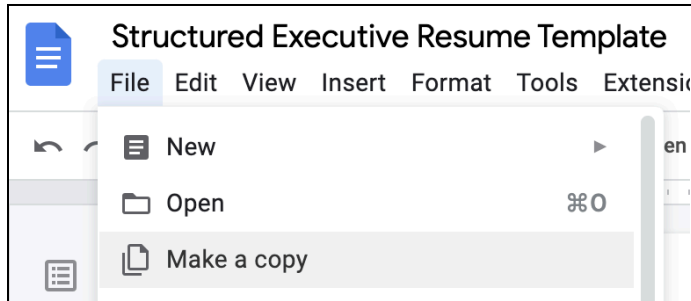 Structured Executive Resume Template
File Edit View Insert Format Tools
New
Open ⌘O
Make a copy